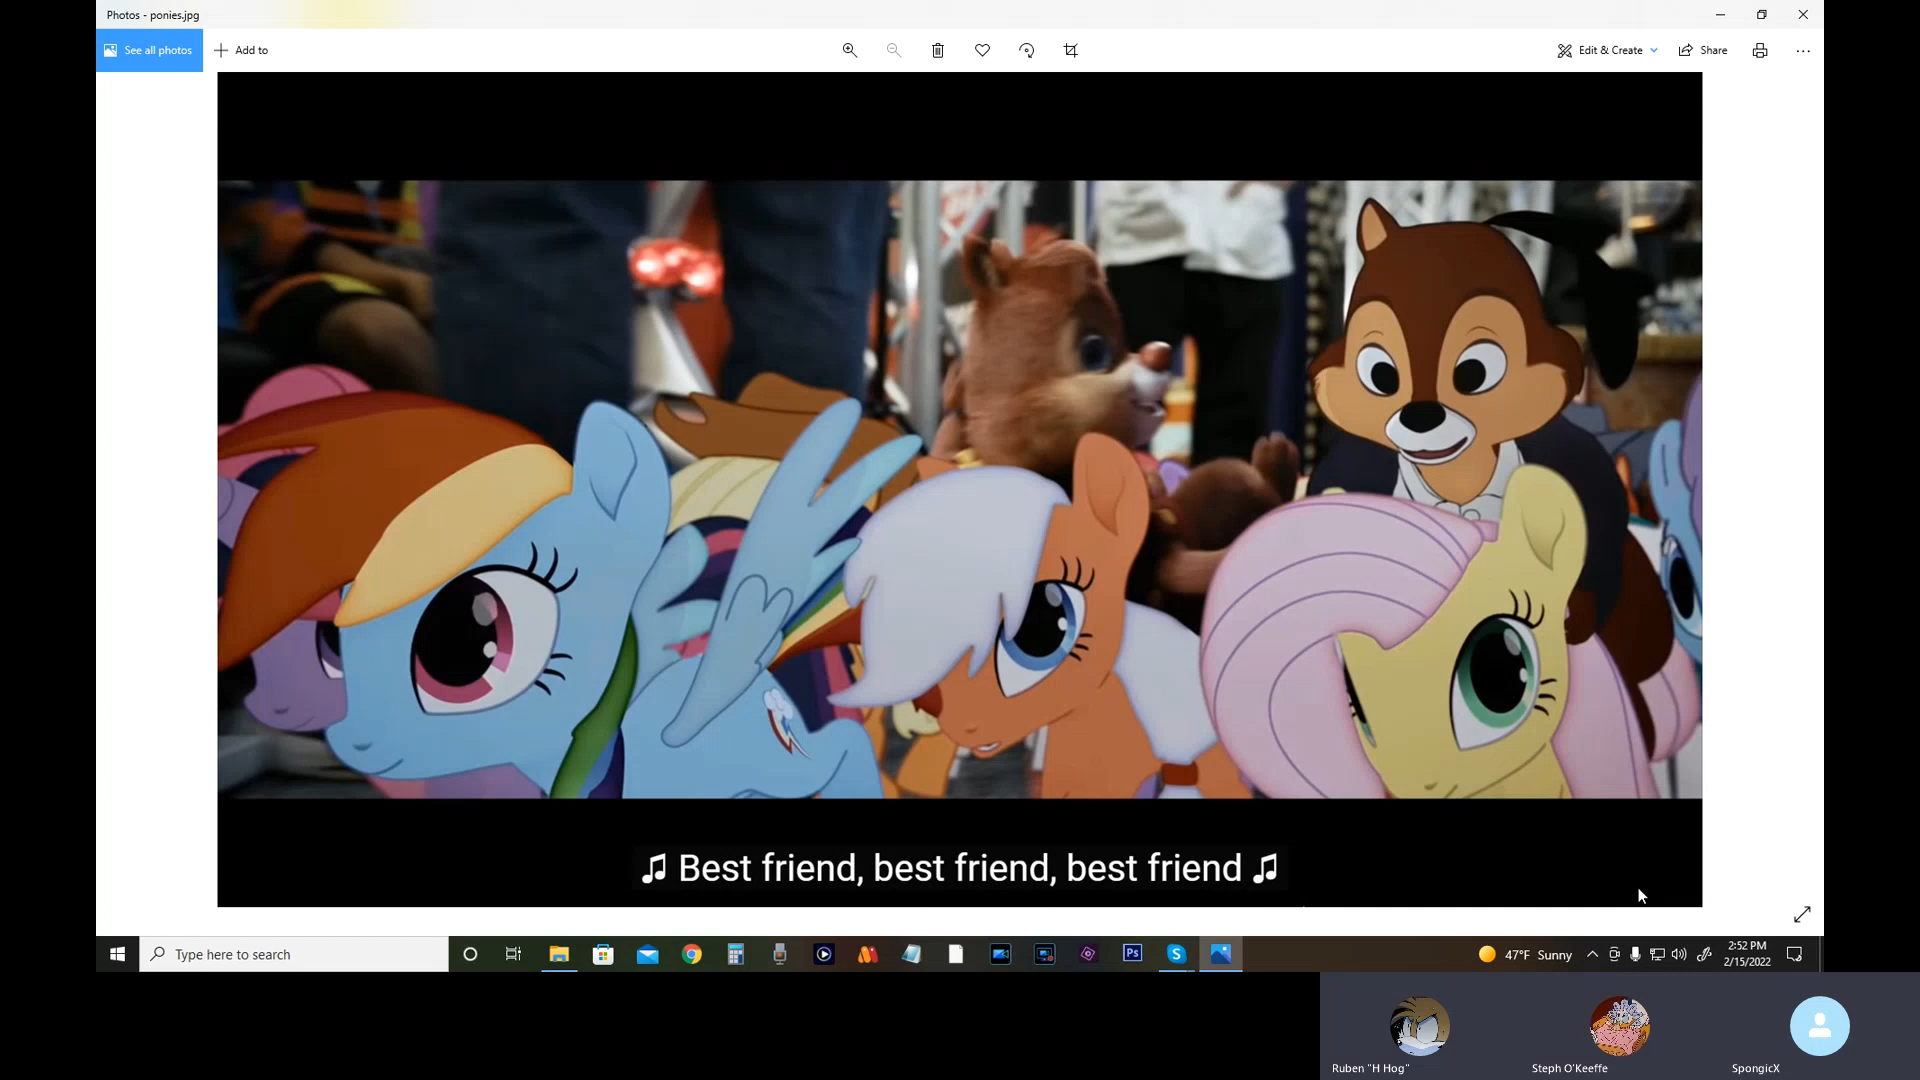 Photos - ponies.jpg
See all photos
Add to
Edit & Create
Share
♫ Best friend, best friend, best friend ♫
Type here to search
Ps
S
47°F Sunny
2:52 PM
2/15/2022
Ruben "H Hog"
Steph O'Keeffe
SpongicX